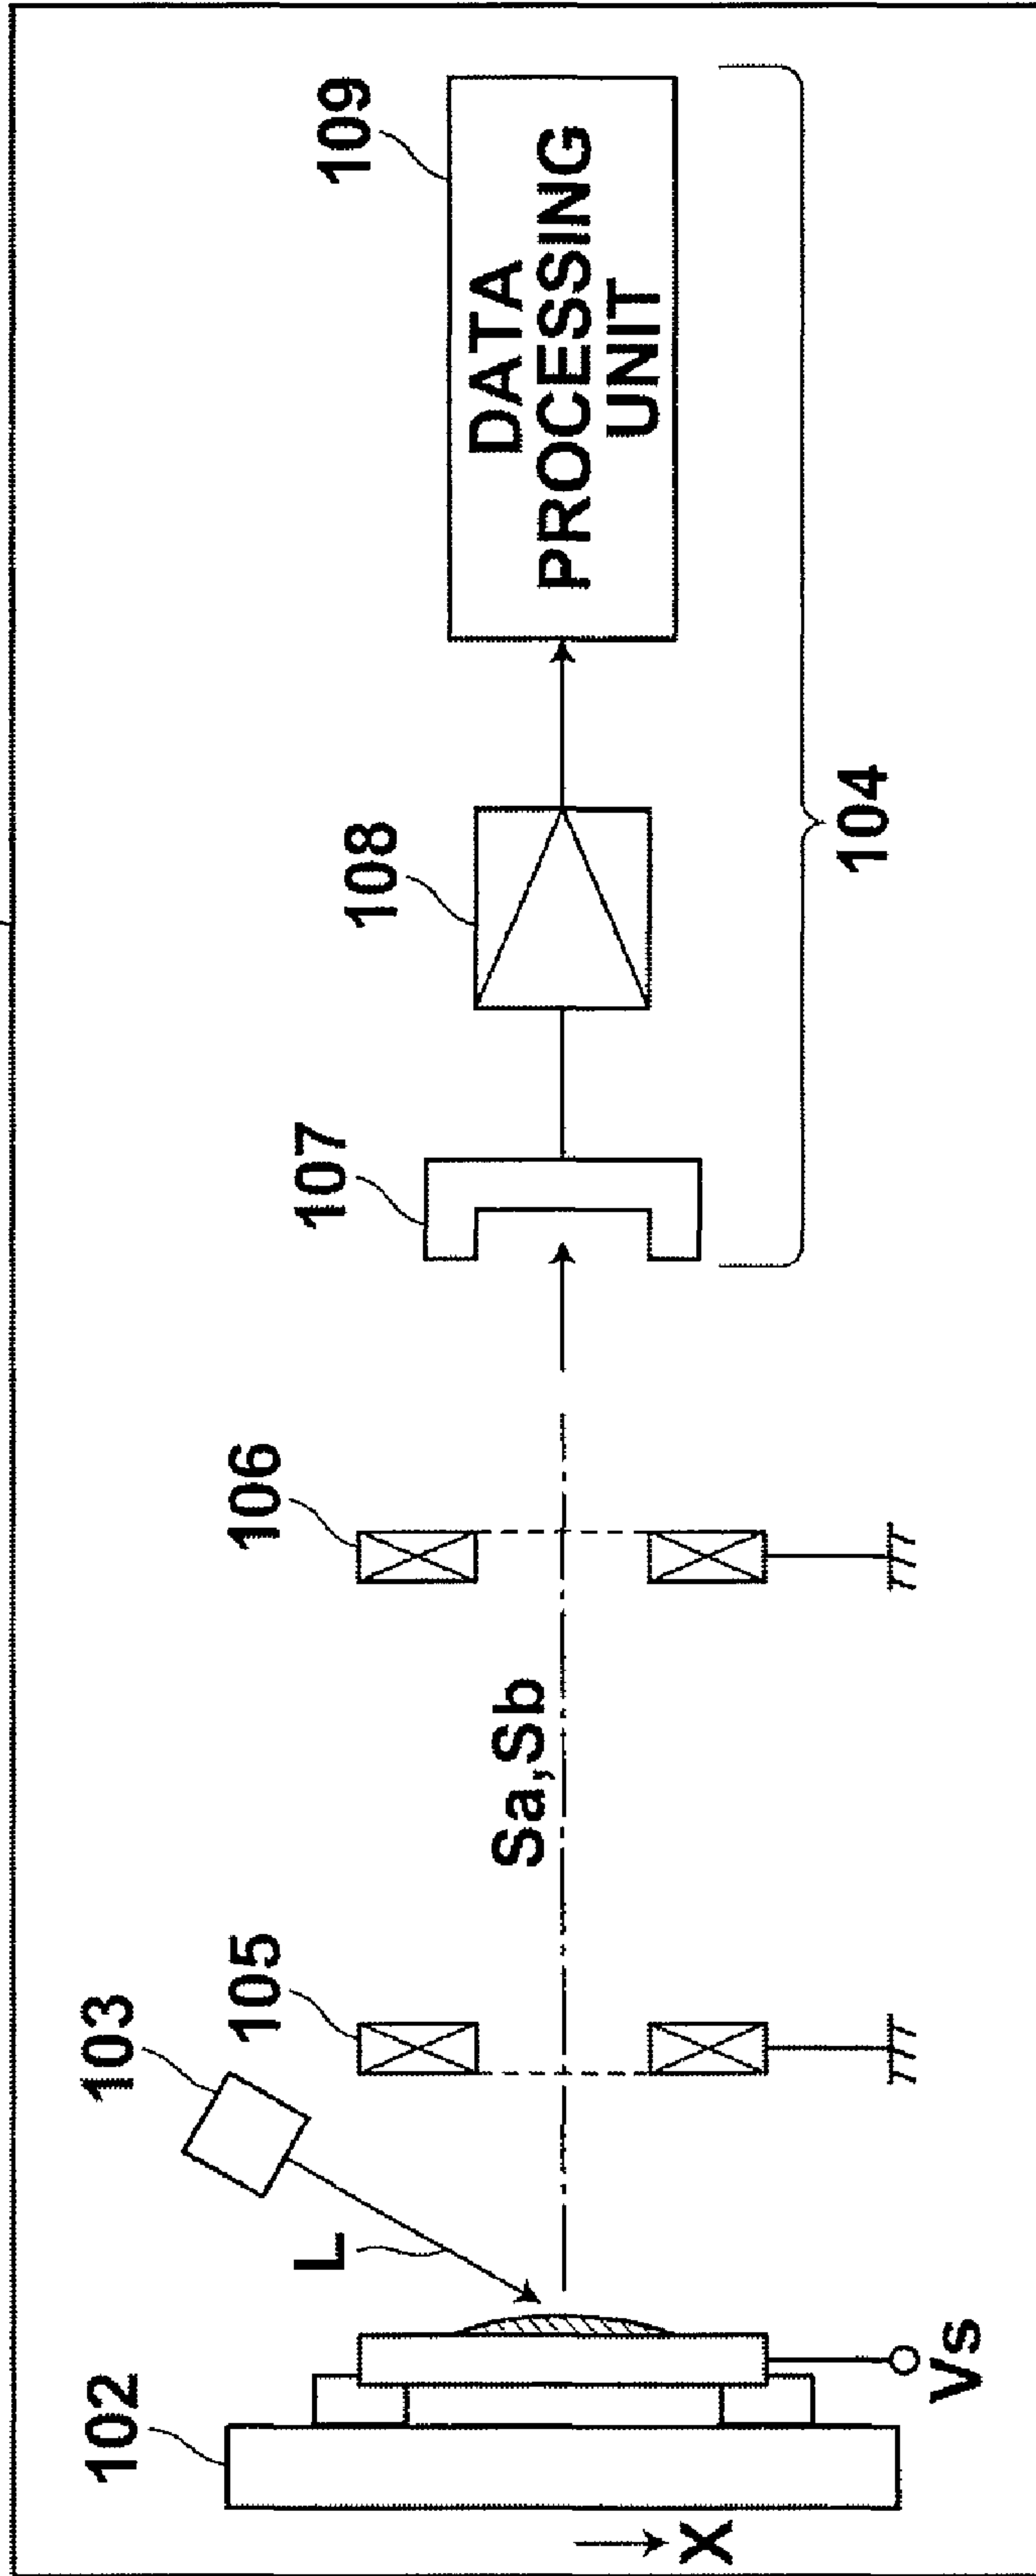 109
DATA
PROCESSING
UNIT
108
107
104
106
Sa,Sb
105
103
L
102
Vs
X